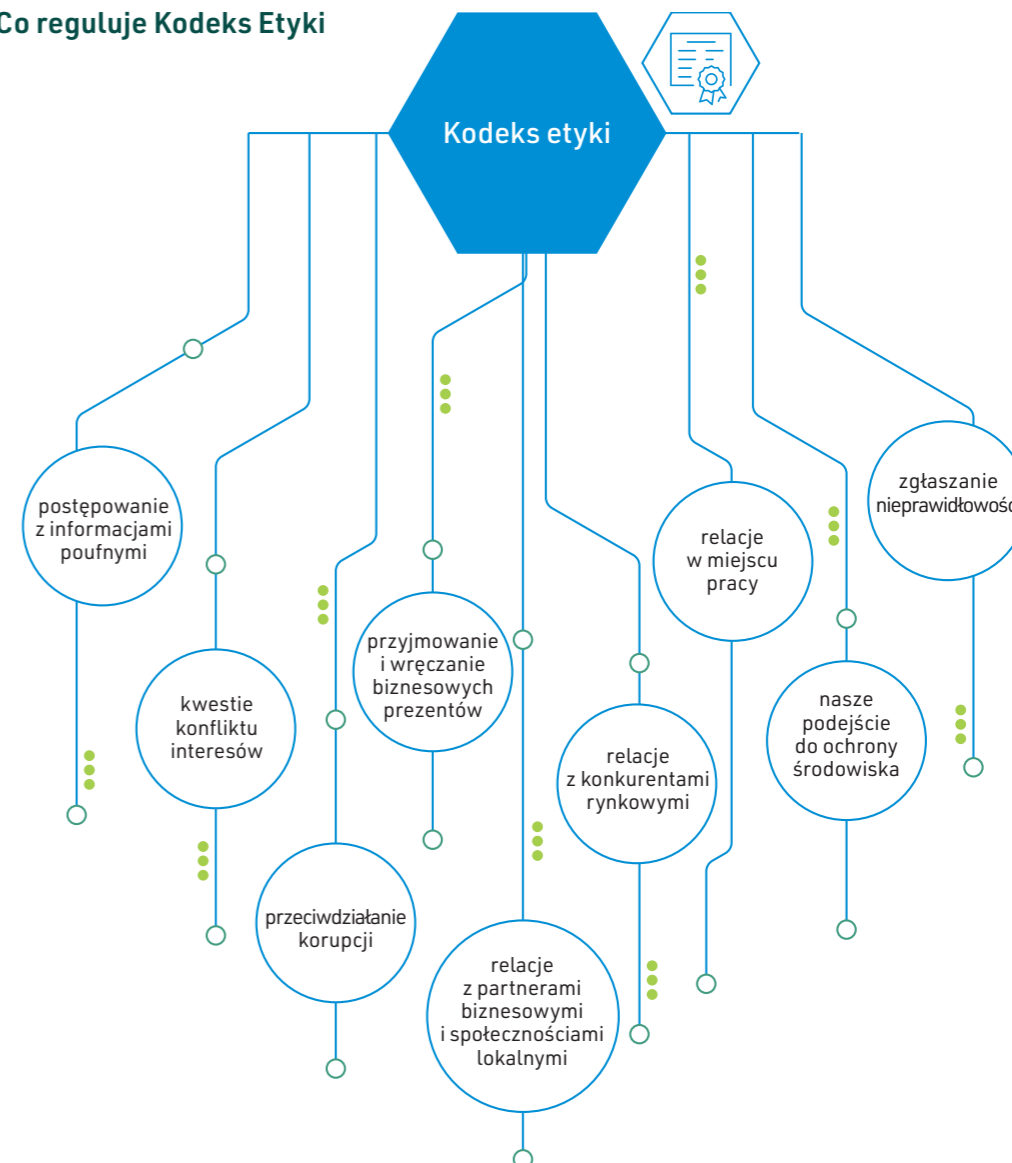 Co reguluje Kodeks Etyki
Kodeks etyki
postępowanie
z informacjami
poufnymi
kwestie
konfliktu
interesów
przeciwdziałanie
korupcji
przyjmowanie
i wręczanie
biznesowych
prezentów
relacje
z partnerami
biznesowymi
i społecznościami
lokalnymi
relacje
z konkurentami
rynkowymi
relacje
w miejscu
pracy
nasze
podejście
do ochrony
środowiska
zgłaszanie
nieprawidłowośc